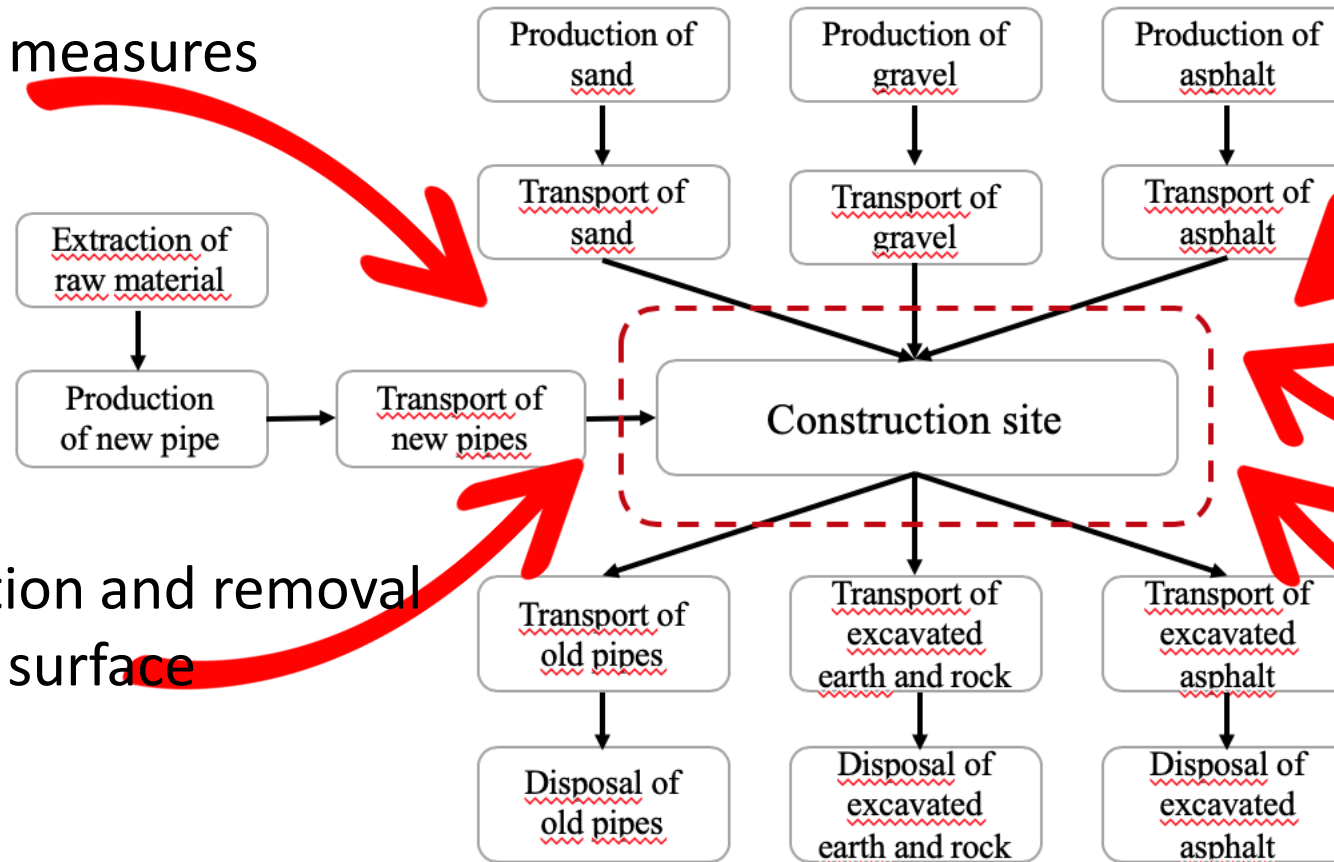 measures
Production of
sand
Production of
gravel
Production of
asphalt
Transport of
sand
Transport of
gravel
Transport of
asphalt
Extraction of
raw material
Production
of new pipe
Transport of
new pipes
Construction site
tion and removal
surface
Transport of
old pipes
Transport of
excavated
earth and rock
Transport of
excavated
asphalt
Disposal of
old pipes
Disposal of
excavated
earth and rock
Disposal of
excavated
asphalt